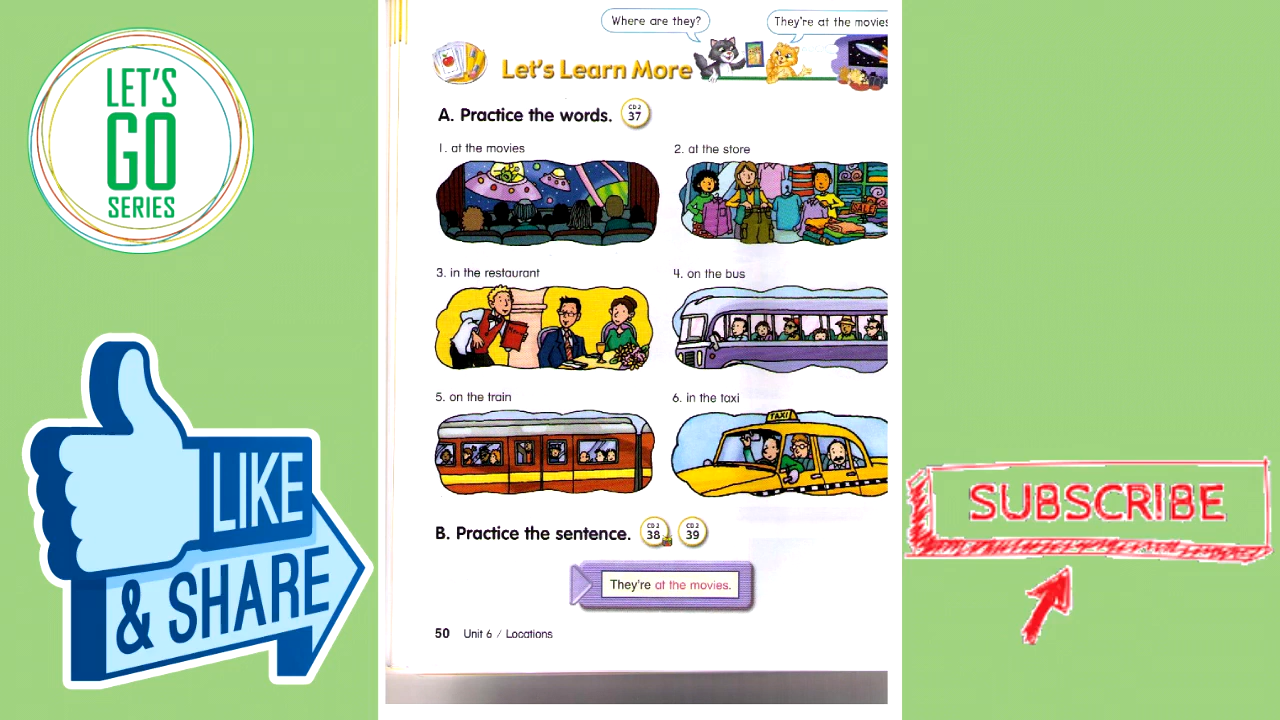 LET'S
GO
SERIES
LIKE
& SHARE
Where are they?
They're at the movies
Let's Learn More
A. Practice the words. CD 2 37
1. at the movies
2. at the store
3. in the restaurant
4. on the bus
5. on the train
6. in the taxi
TAXI
B. Practice the sentence. CD 2 38 CD 2 39
They're at the movies.
50 Unit 6 / Locations
SUBSCRIBE